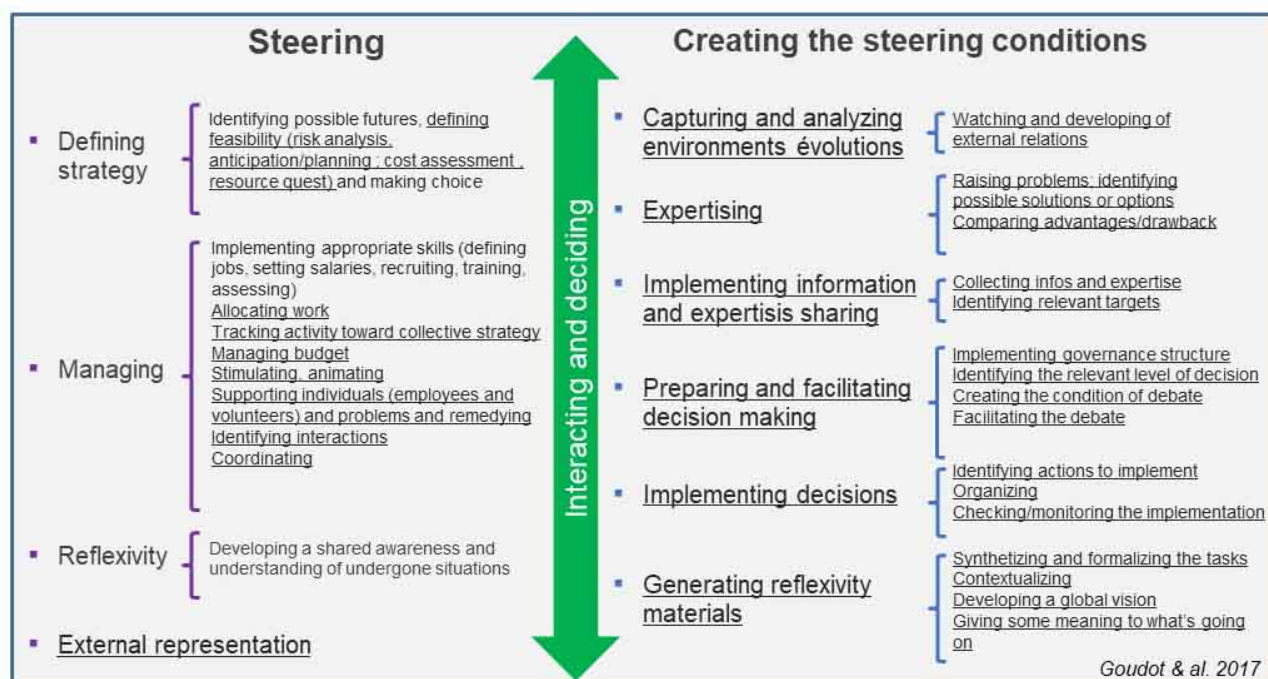 Steering
Defining
strategy
Identifying possible futures, defining
feasibility (risk analysis,
anticipation/planning ; cost assessment ,
resource quest) and making choice
Managing
Implementing appropriate skills (defining
jobs, setting salaries, recruiting, training,
assessing)
Allocating work
Tracking activity toward collective strategy
Managing budget
Stimulating, animating
Supporting individuals (employees and
volunteers) and problems and remedying
Identifying interactions
Coordinating
Reflexivity
Developing a shared awareness and
understanding of undergone situations
External representation
Interacting and deciding
Creating the steering conditions
Capturing and analyzing
environments évolutions
Watching and developing of
external relations
Expertising
Raising problems; identifying
possible solutions or options
Comparing advantages/drawback
Implementing information
and expertisis sharing
Collecting infos and expertise
Identifying relevant targets
Preparing and facilitating
decision making
Implementing governance structure
Identifying the relevant level of decision
Creating the condition of debate
Facilitating the debate
Implementing decisions
Identifying actions to implement
Organizing
Checking/monitoring the implementation
Generating reflexivity
materials
Synthetizing and formalizing the tasks
Contextualizing
Developing a global vision
Giving some meaning to what's going
on
Goudot & al. 2017